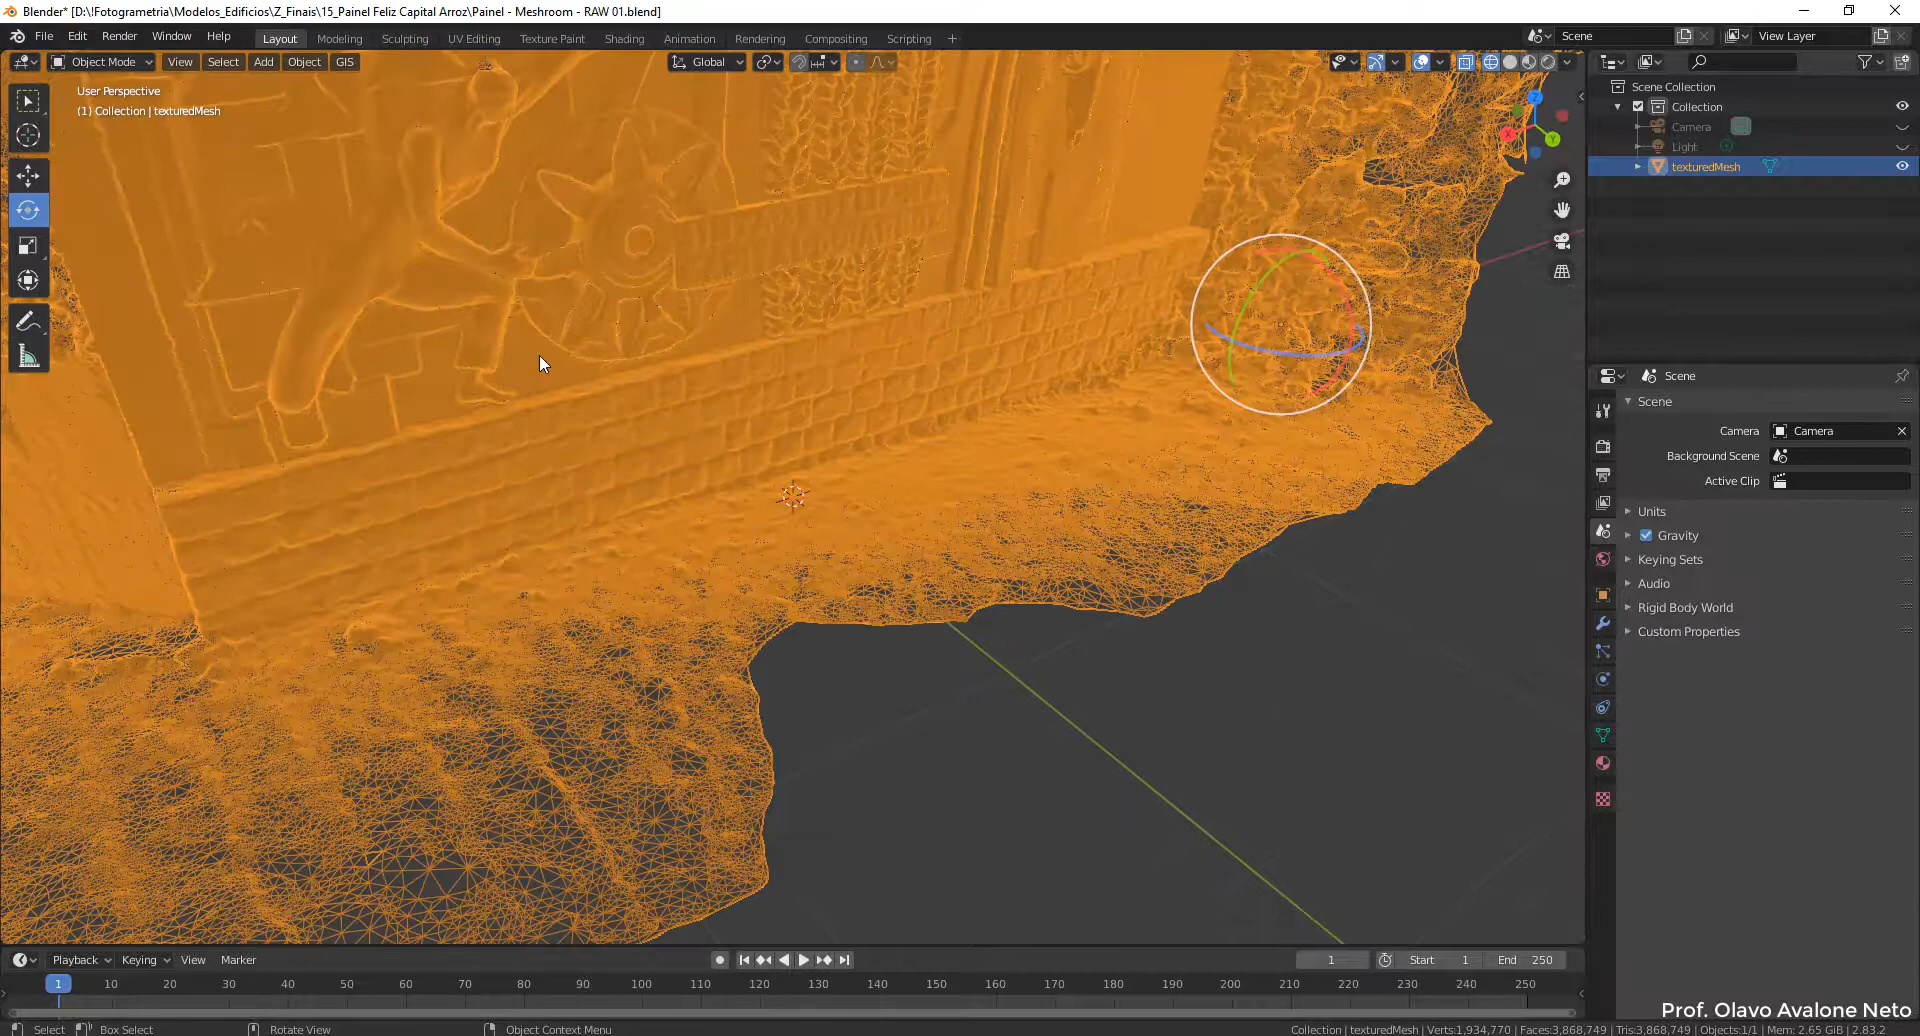 Blender* [D:\!Fotogrametria\Modelos_Edificios\Z_Finais\15_Painel Feliz Capital Arroz\Painel - Meshroom - RAW 01.blend]
File Edit Render Window Help Layout Modeling Sculpting UV Editing Texture Paint Shading Animation Rendering Compositing Scripting Scene View Layer
Object Mode View Select Add Object GIS Global
User Perspective
(1) Collection | texturedMesh
Z
X
Y
Scene Collection
Collection
Camera
Light
texturedMesh
Scene
Scene
Camera Camera
Background Scene
Active Clip
Units
Gravity
Keying Sets
Audio
Rigid Body World
Custom Properties
Playback Keying View Marker 1 Start 1 End 250
1 10 20 30 40 50 60 70 80 90 100 110 120 130 140 150 160 170 180 190 200 210 220 230 240 250
Prof. Olavo Avalone Neto
Select Box Select Rotate View Object Context Menu Collection | texturedMesh | Verts:1,934,770 | Faces:3,868,749 | Tris:3,868,749 | Objects:1/1 | Mem: 2.65 GiB | 2.83.2